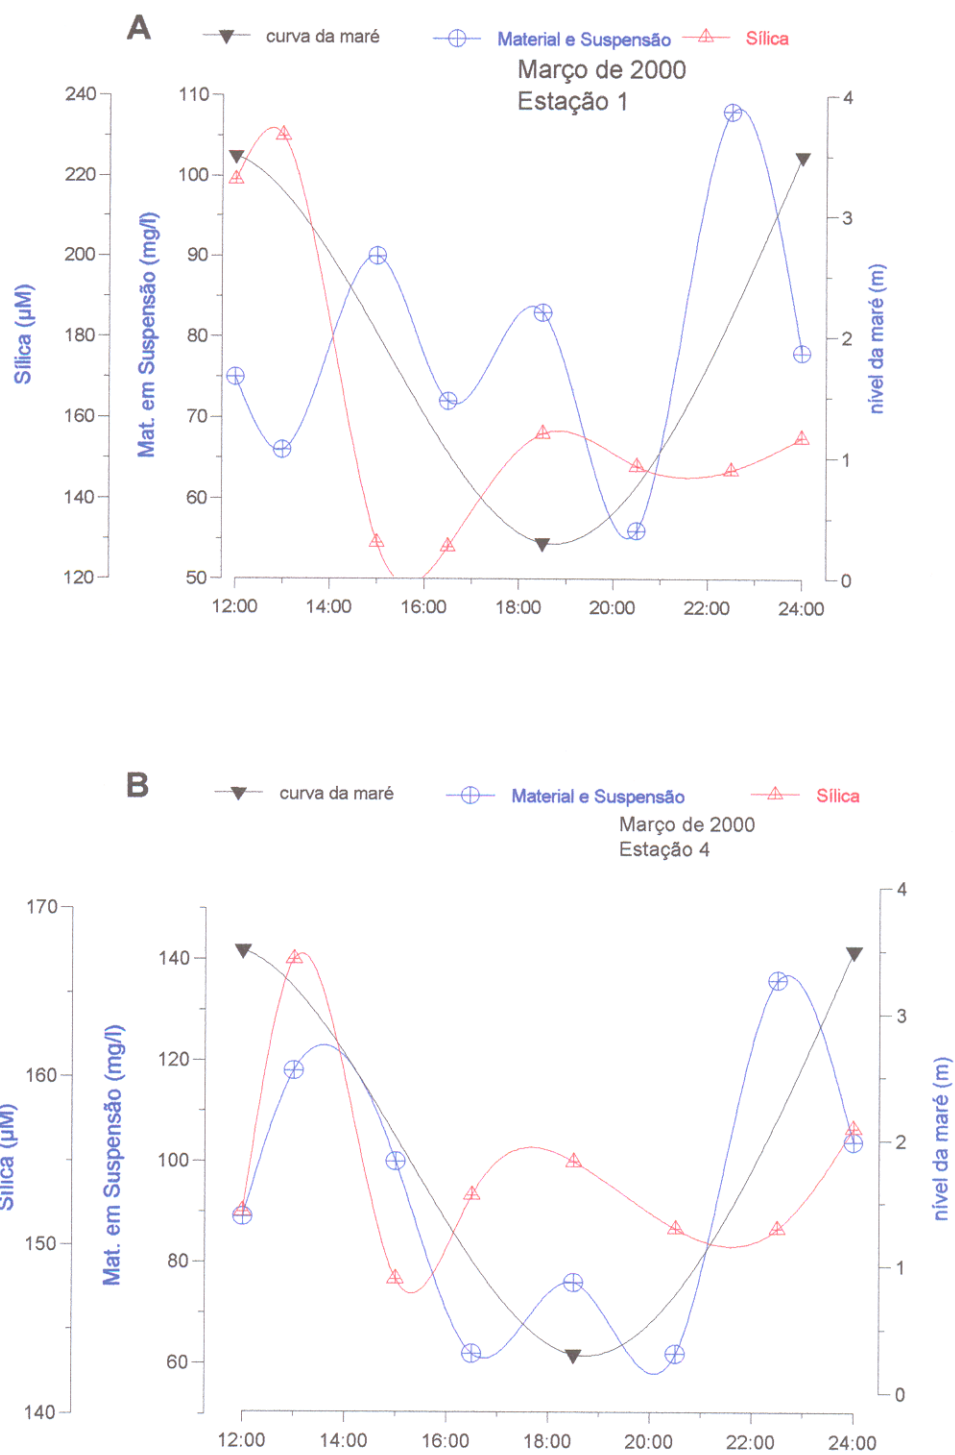 A
curva da maré
Material e Suspensão
Sílica
Março de 2000
Estação 1
240
220
200
180
160
140
120
Sílica (µM)
110
100
90
80
70
60
50
Mat. em Suspensão (mg/l)
4
3
2
1
0
nível da maré (m)
12:00 14:00 16:00 18:00 20:00 22:00 24:00
B
curva da maré
Material e Suspensão
Sílica
Março de 2000
Estação 4
170
160
150
140
Sílica (µM)
140
120
100
80
60
Mat. em Suspensão (mg/l)
4
3
2
1
0
nível da maré (m)
12:00 14:00 16:00 18:00 20:00 22:00 24:00